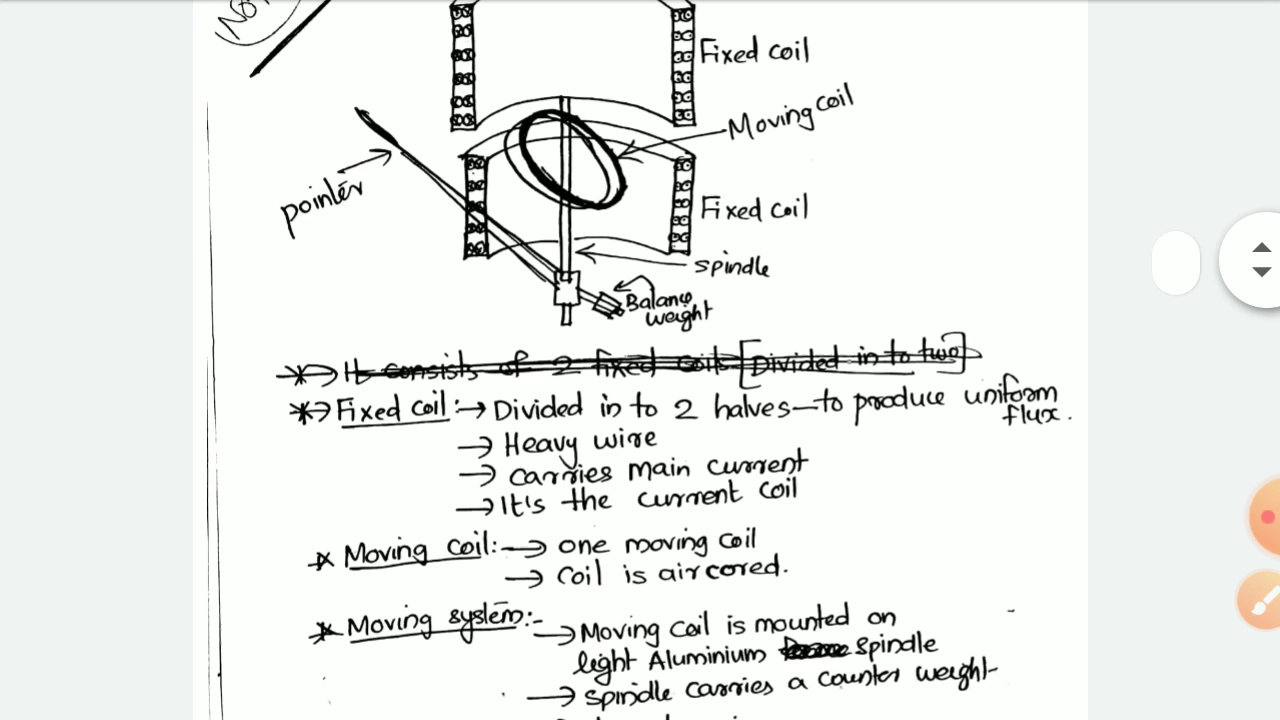 Not
Fixed coil
Moving coil
pointer
Fixed coil
spindle
Balance
weight
*→ It consists of 2 fixed coils [Divided in to two]
*→ Fixed coil :→ Divided in to 2 halves—to produce uniform
flux.
→ Heavy wire
→ carries main current
→ It's the current coil
* Moving coil:→ one moving coil
→ Coil is air cored.
* Moving system:- → Moving coil is mounted on
light Aluminium spindle
→ spindle carries a counter weight